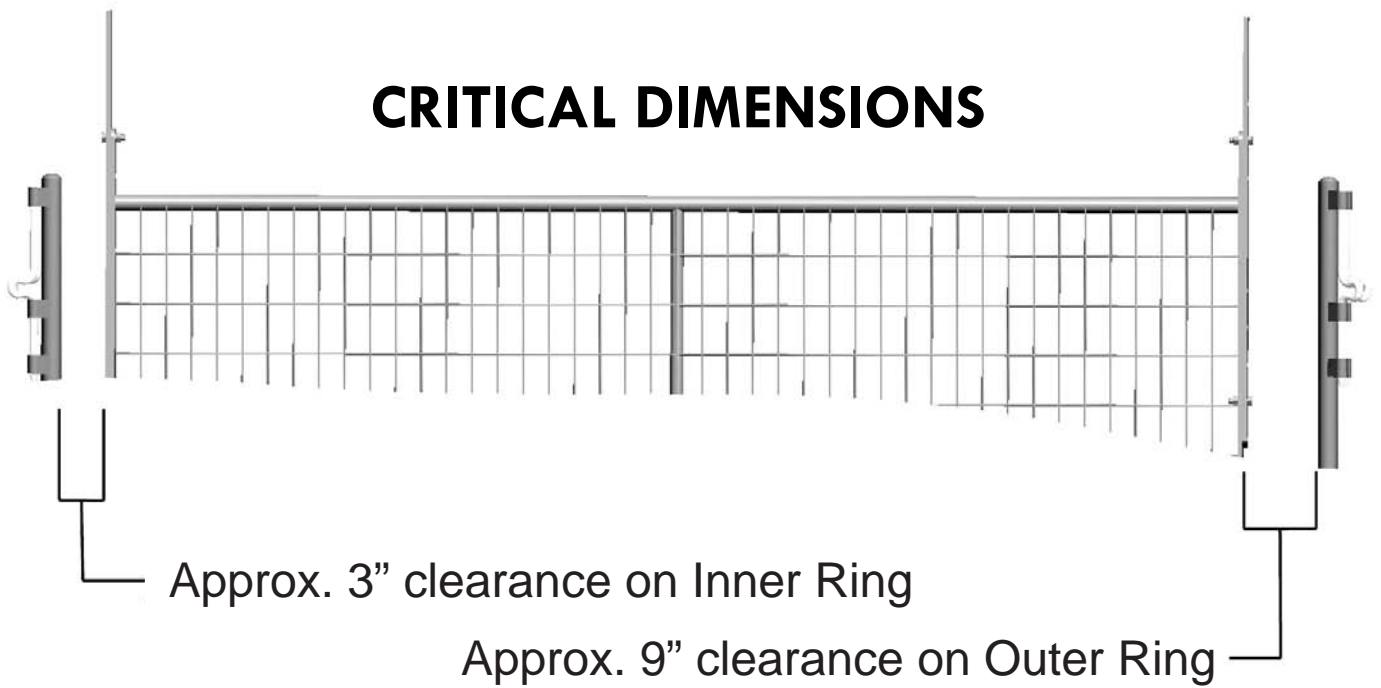 CRITICAL DIMENSIONS
Approx. 3” clearance on Inner Ring
Approx. 9” clearance on Outer Ring